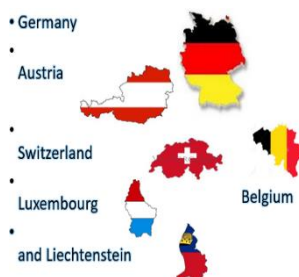 • Germany
•
Austria
•
Switzerland
•
Luxembourg
•
and Liechtenstein
Belgium